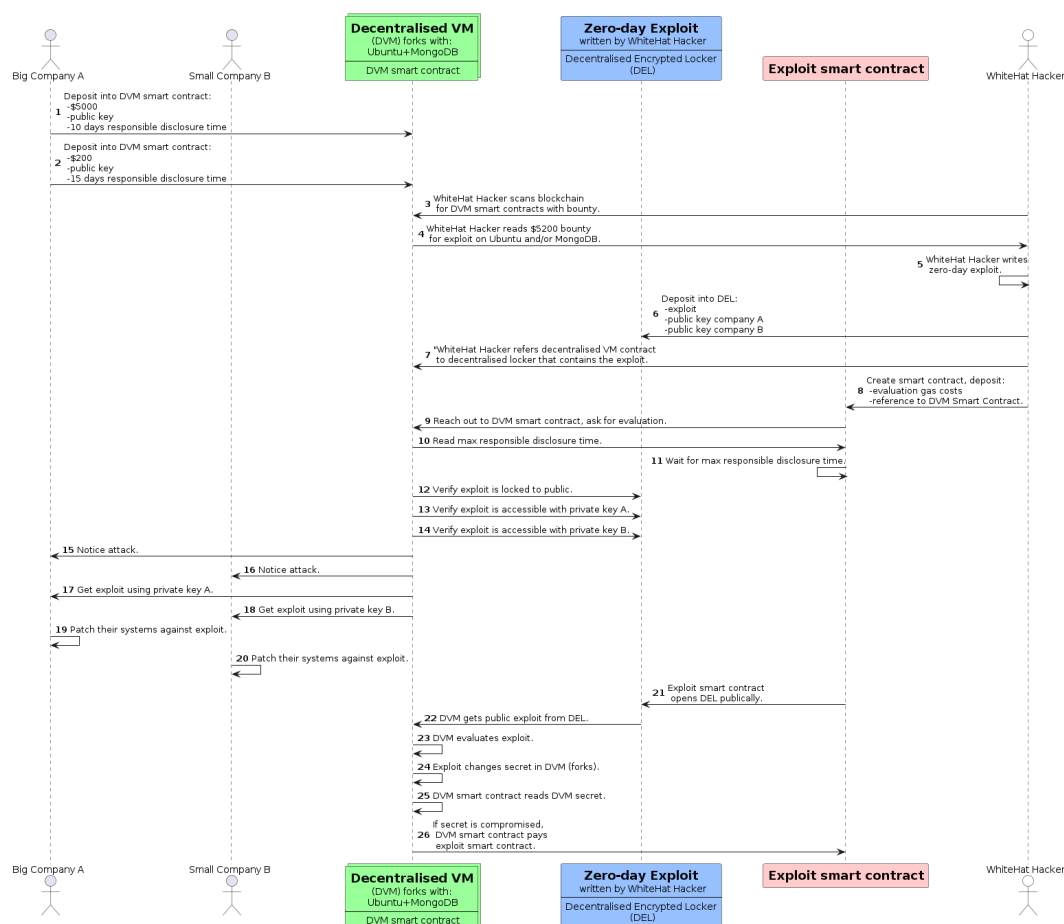 Decentralised VM
(DVM) forks with:
Ubuntu+MongoDB
DVM smart contract
Zero-day Exploit
written by WhiteHat Hacker
Decentralised Encrypted Locker
(DEL)
Exploit smart contract
Big Company A
Small Company B
WhiteHat Hacker
Deposit into DVM smart contract:
-$5000
1 -public key
-10 days responsible disclosure time
Deposit into DVM smart contract:
-$200
2 -public key
-15 days responsible disclosure time
3 WhiteHat Hacker scans blockchain
for DVM smart contracts with bounty.
4 WhiteHat Hacker reads $5200 bounty
for exploit on Ubuntu and/or MongoDB.
5 WhiteHat Hacker writes
zero-day exploit.
Deposit into DEL:
-exploit
6 -public key company A
-public key company B
7 "WhiteHat Hacker refers decentralised VM contract
to decentralised locker that contains the exploit.
Create smart contract, deposit:
8 -evaluation gas costs
-reference to DVM Smart Contract.
9 Reach out to DVM smart contract, ask for evaluation.
10 Read max responsible disclosure time.
11 Wait for max responsible disclosure time.
12 Verify exploit is locked to public.
13 Verify exploit is accessible with private key A.
14 Verify exploit is accessible with private key B.
15 Notice attack.
16 Notice attack.
17 Get exploit using private key A.
18 Get exploit using private key B.
19 Patch their systems against exploit.
20 Patch their systems against exploit.
21 Exploit smart contract
opens DEL publically.
22 DVM gets public exploit from DEL.
23 DVM evaluates exploit.
24 Exploit changes secret in DVM (forks).
25 DVM smart contract reads DVM secret.
If secret is compromised,
26 DVM smart contract pays
exploit smart contract.
Big Company A
Small Company B
Decentralised VM
(DVM) forks with:
Ubuntu+MongoDB
DVM smart contract
Zero-day Exploit
written by WhiteHat Hacker
Decentralised Encrypted Locker
(DEL)
Exploit smart contract
WhiteHat Hacker